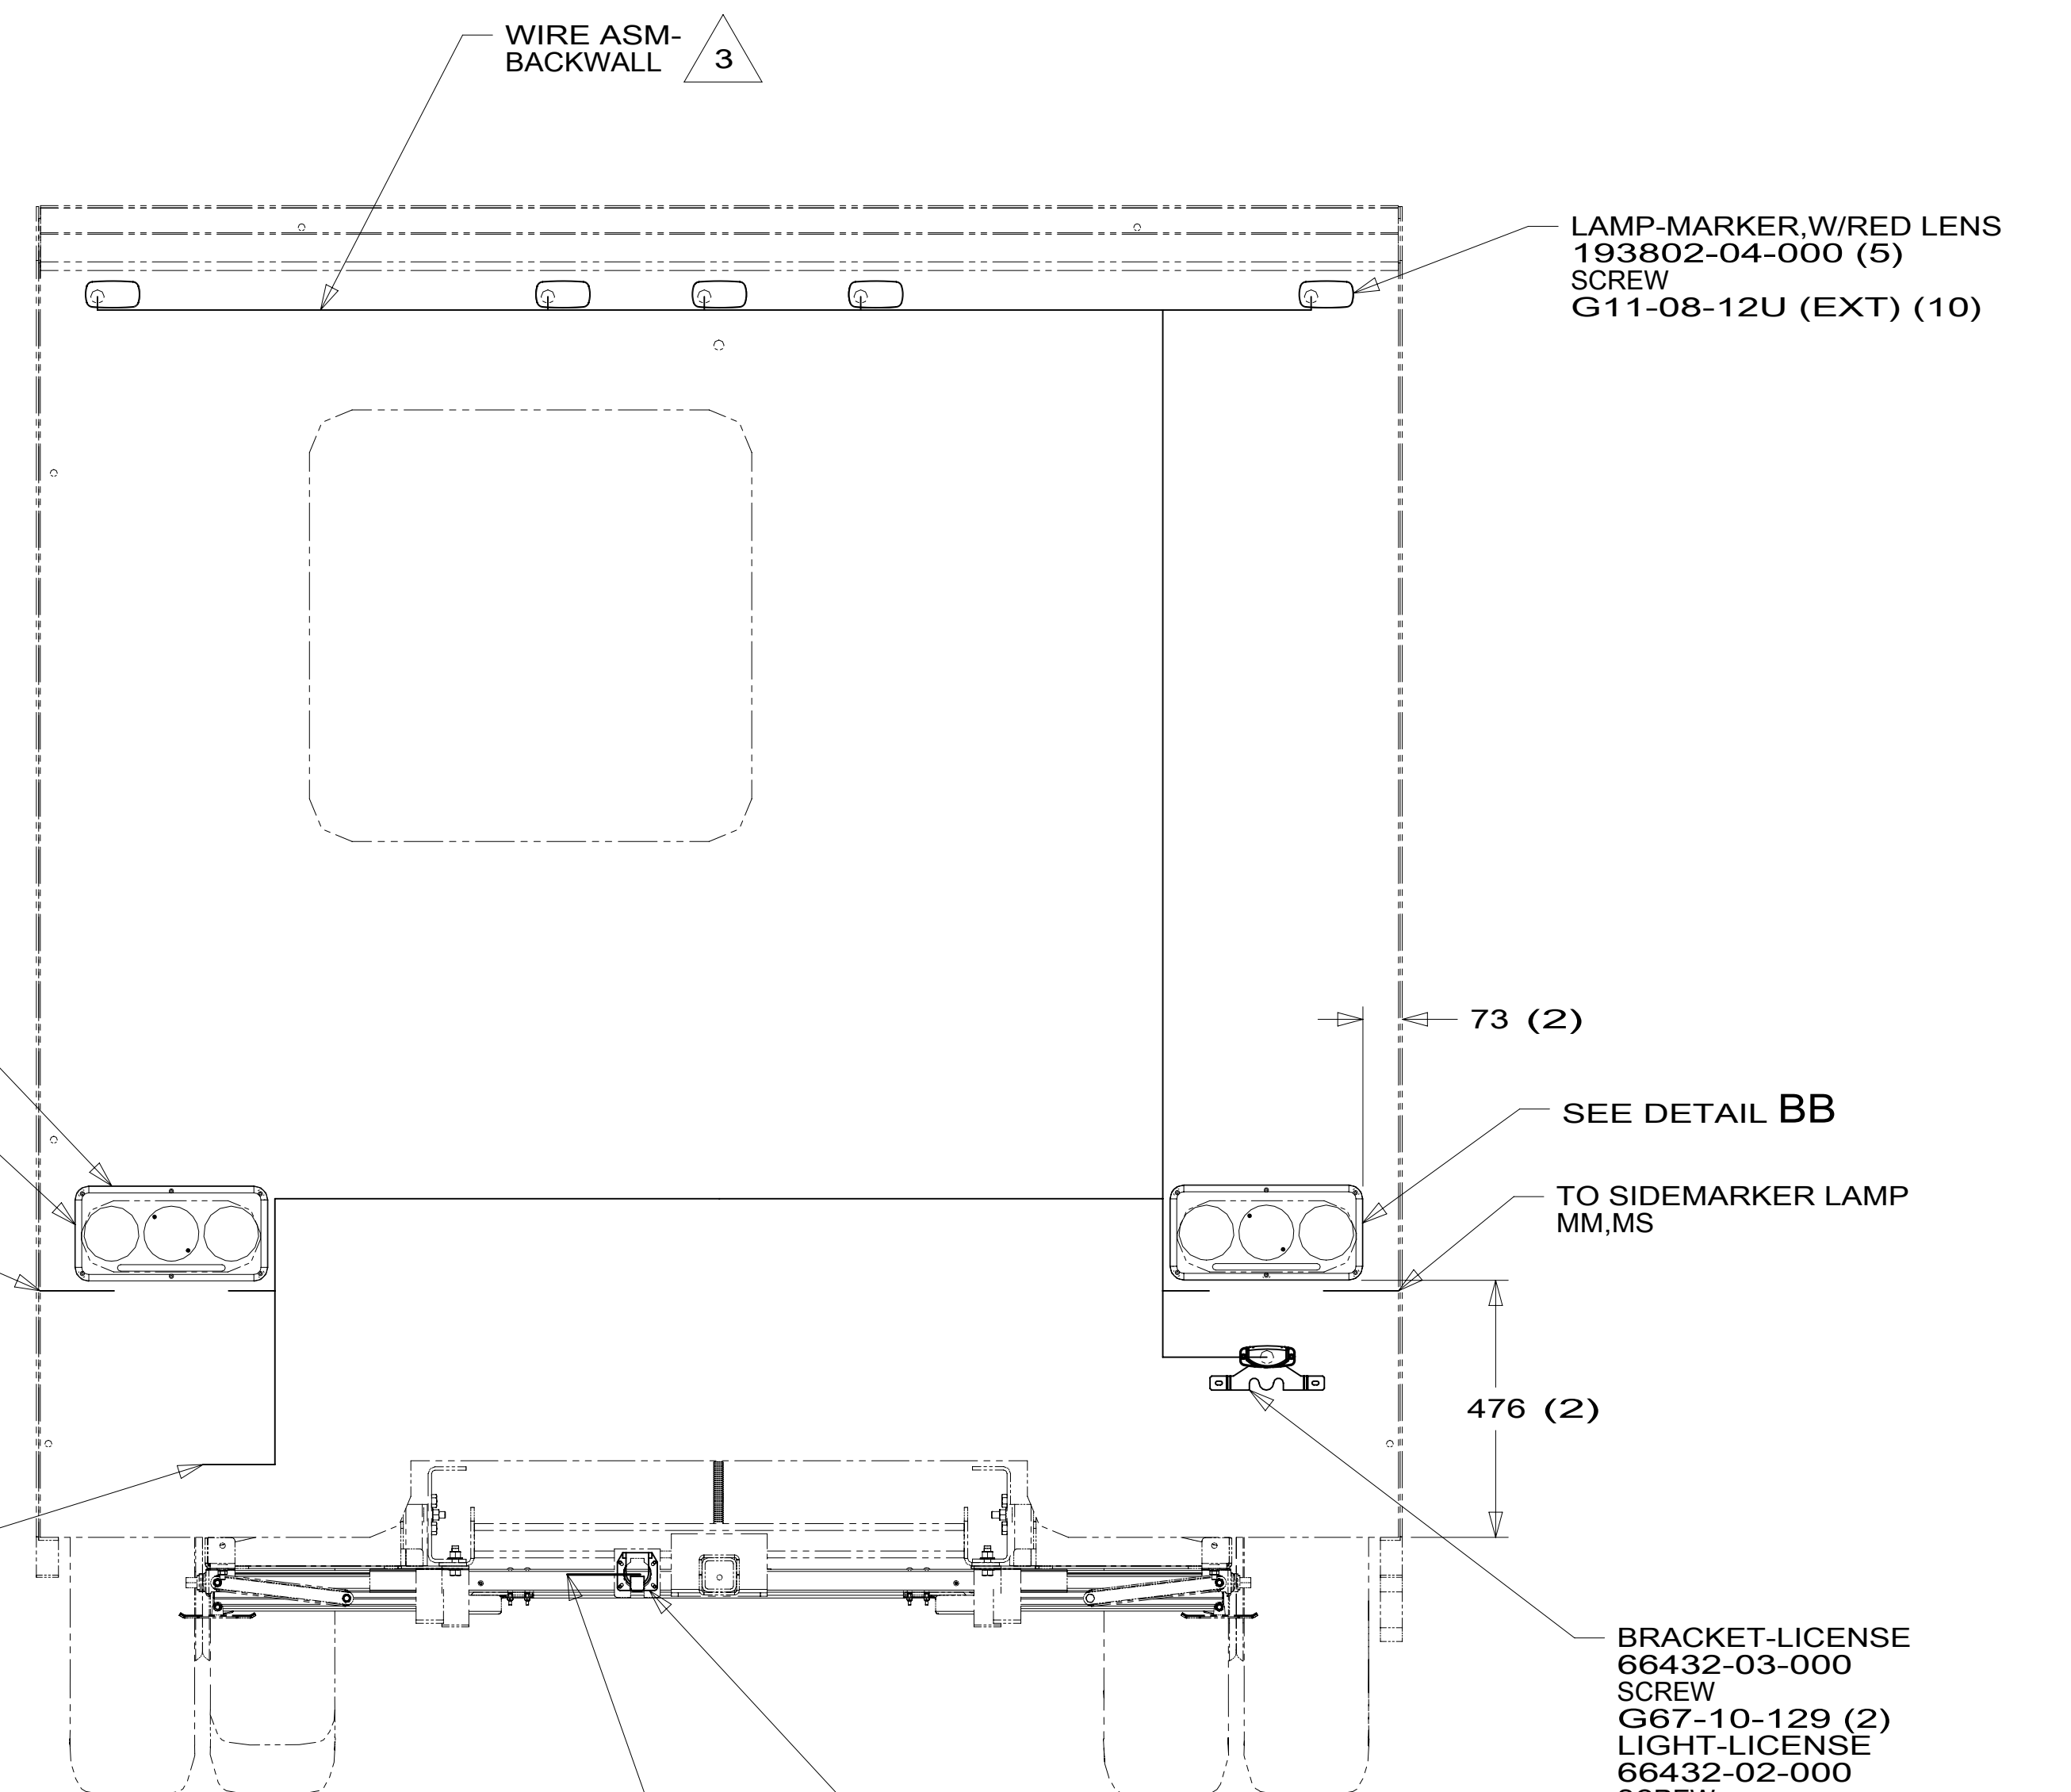 WIRE ASM-
BACKWALL 3
LAMP-MARKER,W/RED LENS
193802-04-000 (5)
SCREW
G11-08-12U (EXT) (10)
73 (2)
SEE DETAIL BB
TO SIDEMARKER LAMP
MM,MS
476 (2)
BRACKET-LICENSE
66432-03-000
SCREW
G67-10-129 (2)
LIGHT-LICENSE
66432-02-000
SCREW